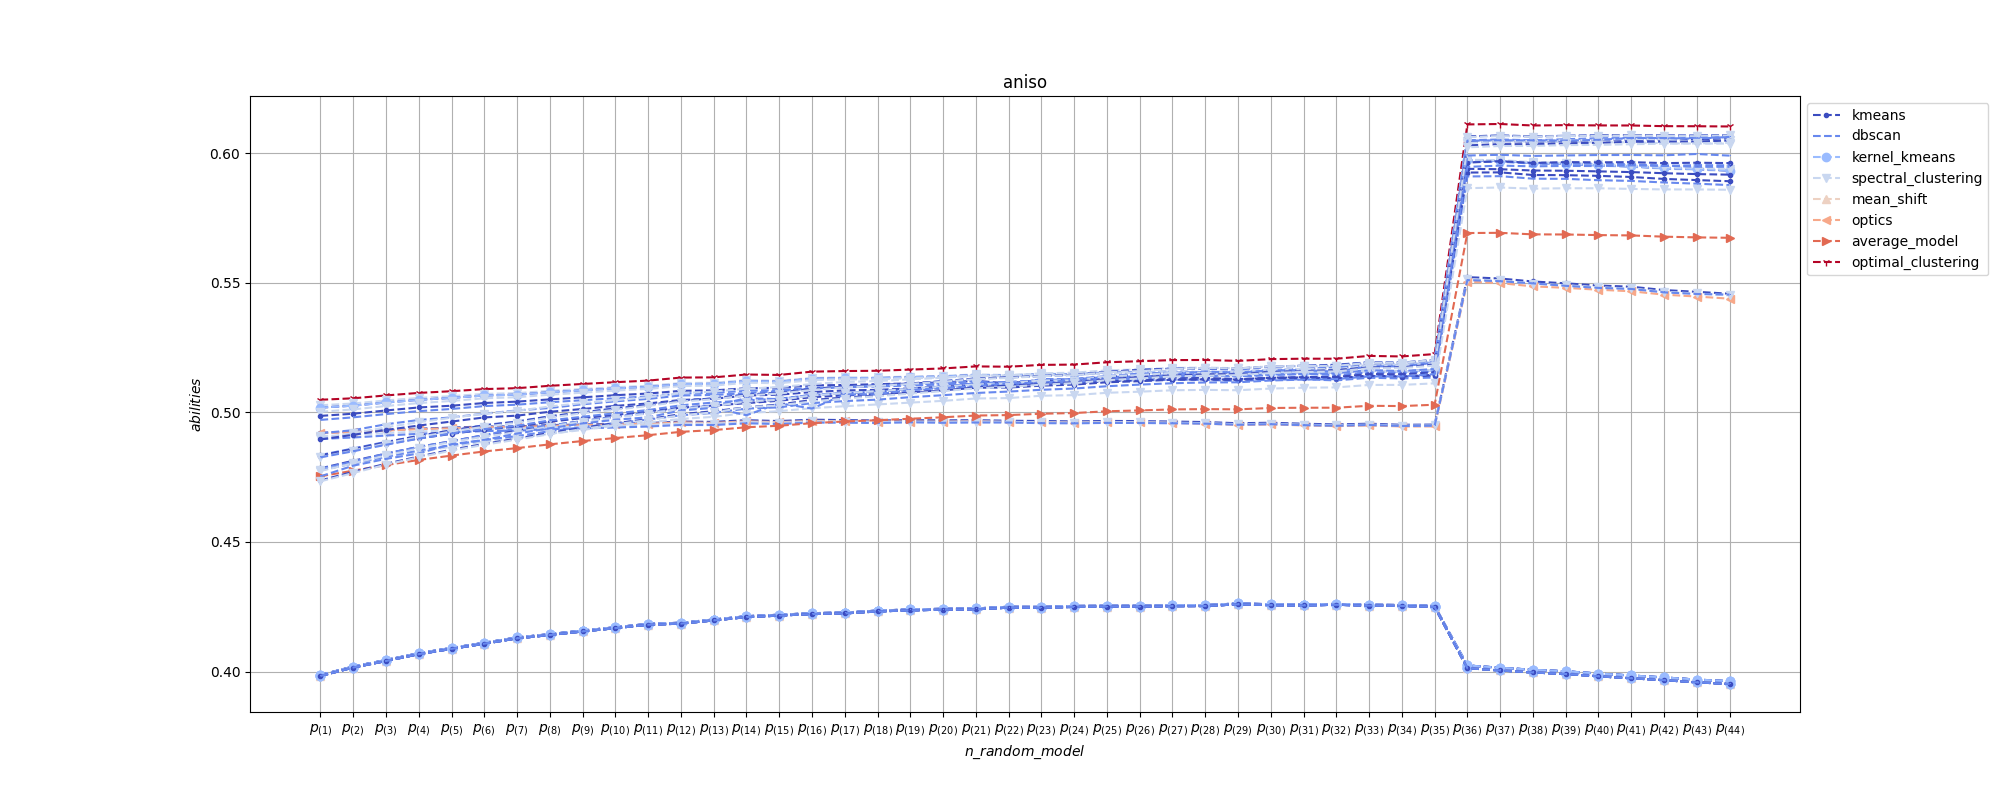 aniso
kmeans
dbscan
kernel_kmeans
spectral_clustering
mean_shift
optics
average_model
optimal_clustering
abilities
0.60
0.55
0.50
0.45
0.40
p(1) p(2) p(3) p(4) p(5) p(6) p(7) p(8) p(9) p(10) p(11) p(12) p(13) p(14) p(15) p(16) p(17) p(18) p(19) p(20) p(21) p(22) p(23) p(24) p(25) p(26) p(27) p(28) p(29) p(30) p(31) p(32) p(33) p(34) p(35) p(36) p(37) p(38) p(39) p(40) p(41) p(42) p(43) p(44)
n_random_model